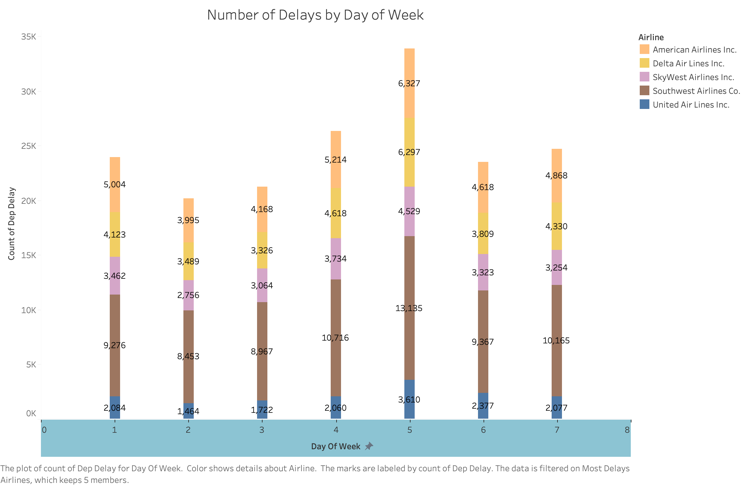 Number of Delays by Day of Week
35K
30K
25K
20K
15K
10K
5K
0K
Count of Dep Delay
5,004
4,123
3,462
9,276
2,084
3,995
3,489
2,756
8,453
1,464
4,168
3,326
3,064
8,967
1,722
5,214
4,618
3,734
10,716
2,060
6,327
6,297
4,529
13,135
3,610
4,618
3,809
3,323
9,367
2,377
4,868
4,330
3,254
10,165
2,077
0 1 2 3 4 5 6 7 8
Day Of Week
Airline
American Airlines Inc.
Delta Air Lines Inc.
SkyWest Airlines Inc.
Southwest Airlines Co.
United Air Lines Inc.
The plot of count of Dep Delay for Day Of Week. Color shows details about Airline. The marks are labeled by count of Dep Delay. The data is filtered on Most Delays
Airlines, which keeps 5 members.